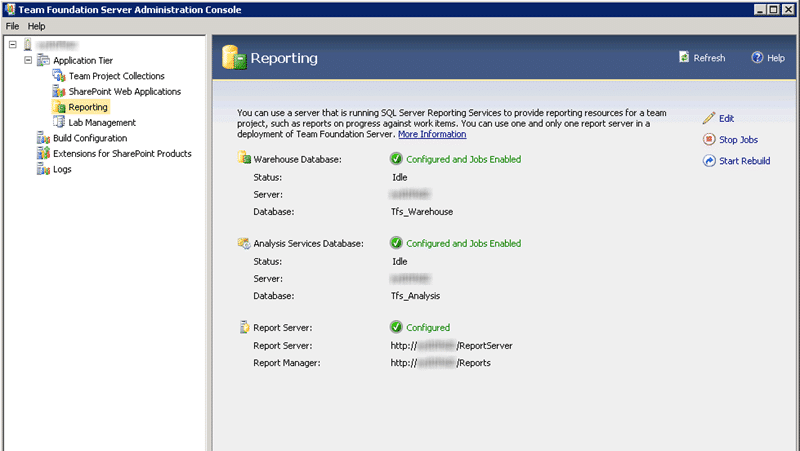 Team Foundation Server Administration Console
File Help
Application Tier
Team Project Collections
SharePoint Web Applications
Reporting
Lab Management
Build Configuration
Extensions for SharePoint Products
Logs
Reporting
Refresh
Help
You can use a server that is running SQL Server Reporting Services to provide reporting resources for a team
project, such as reports on progress against work items. You can use one and only one report server in a
deployment of Team Foundation Server. More Information
Edit
Stop Jobs
Start Rebuild
Warehouse Database: Configured and Jobs Enabled
Status: Idle
Server:
Database: Tfs_Warehouse
Analysis Services Database: Configured and Jobs Enabled
Status: Idle
Server:
Database: Tfs_Analysis
Report Server: Configured
Report Server: http:// /ReportServer
Report Manager: http:// /Reports